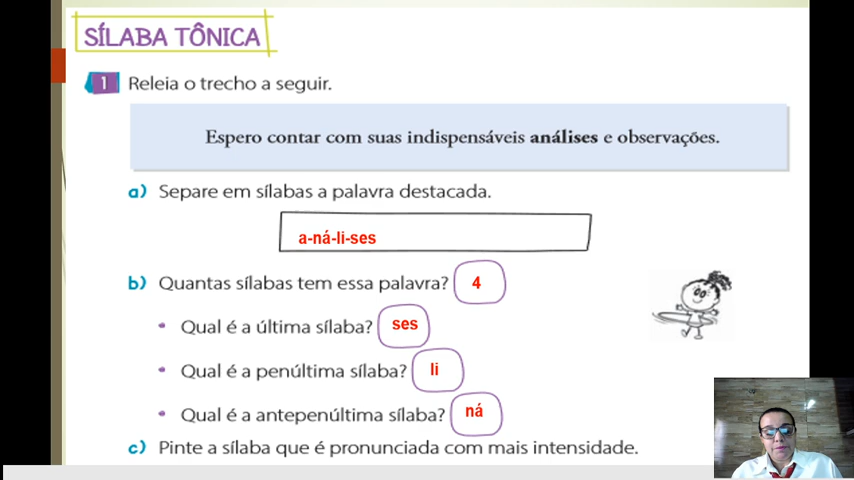 SÍLABA TÔNICA
1 Releia o trecho a seguir.
Espero contar com suas indispensáveis análises e observações.
a) Separe em sílabas a palavra destacada.
a-ná-li-ses
b) Quantas sílabas tem essa palavra? 4
• Qual é a última sílaba? ses
• Qual é a penúltima sílaba? li
• Qual é a antepenúltima sílaba? ná
c) Pinte a sílaba que é pronunciada com mais intensidade.